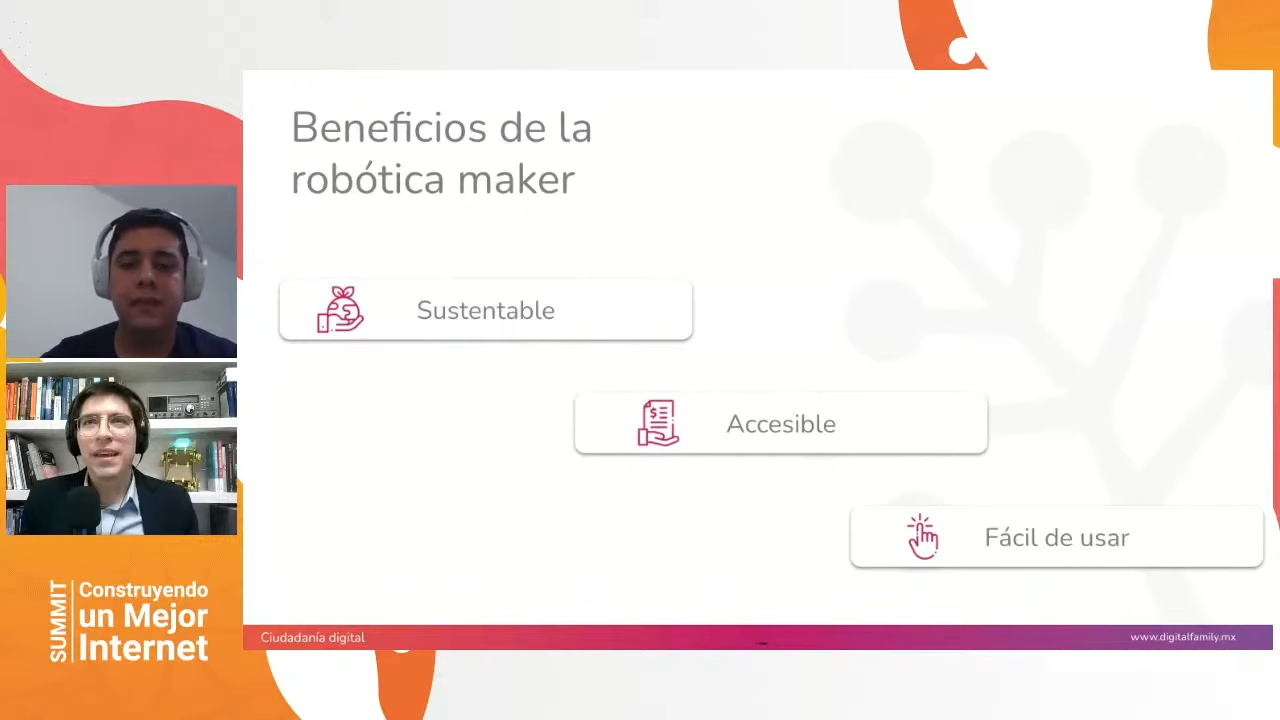 Beneficios de la
robótica maker
Sustentable
Accesible
Fácil de usar
Ciudadanía digital
www.digitalfamily.mx
SUMMIT
Construyendo
un Mejor
Internet